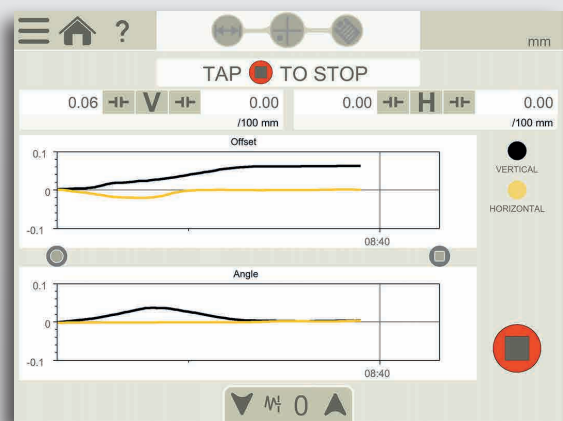 ?
mm
TAP TO STOP
0.06 V 0.00 0.00 H 0.00
/100 mm /100 mm
Offset
0.1
0
-0.1
08:40
VERTICAL
HORIZONTAL
Angle
0.1
0
-0.1
08:40
0